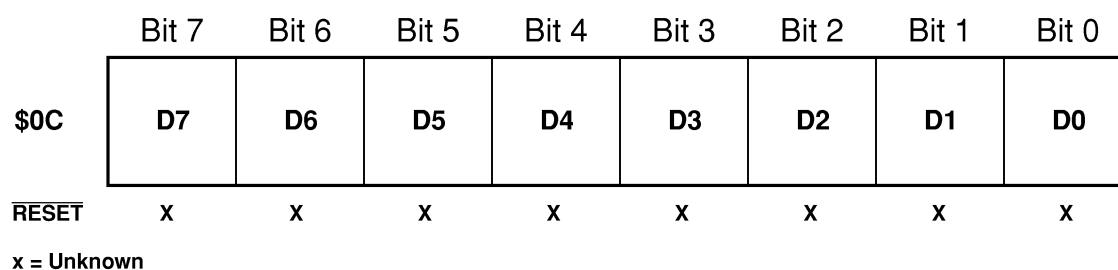 Bit 7 Bit 6 Bit 5 Bit 4 Bit 3 Bit 2 Bit 1 Bit 0
$0C D7 D6 D5 D4 D3 D2 D1 D0
RESET X X X X X X X X
x = Unknown